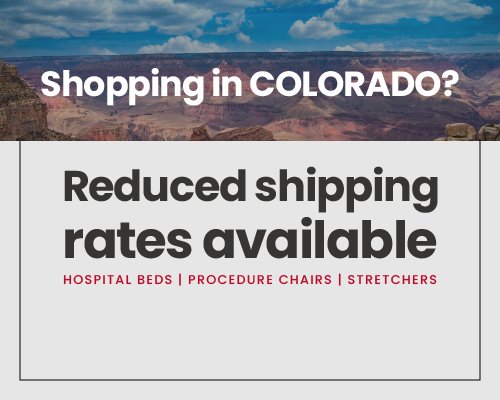 Shopping in COLORADO?
Reduced shipping
rates available
HOSPITAL BEDS | PROCEDURE CHAIRS | STRETCHERS